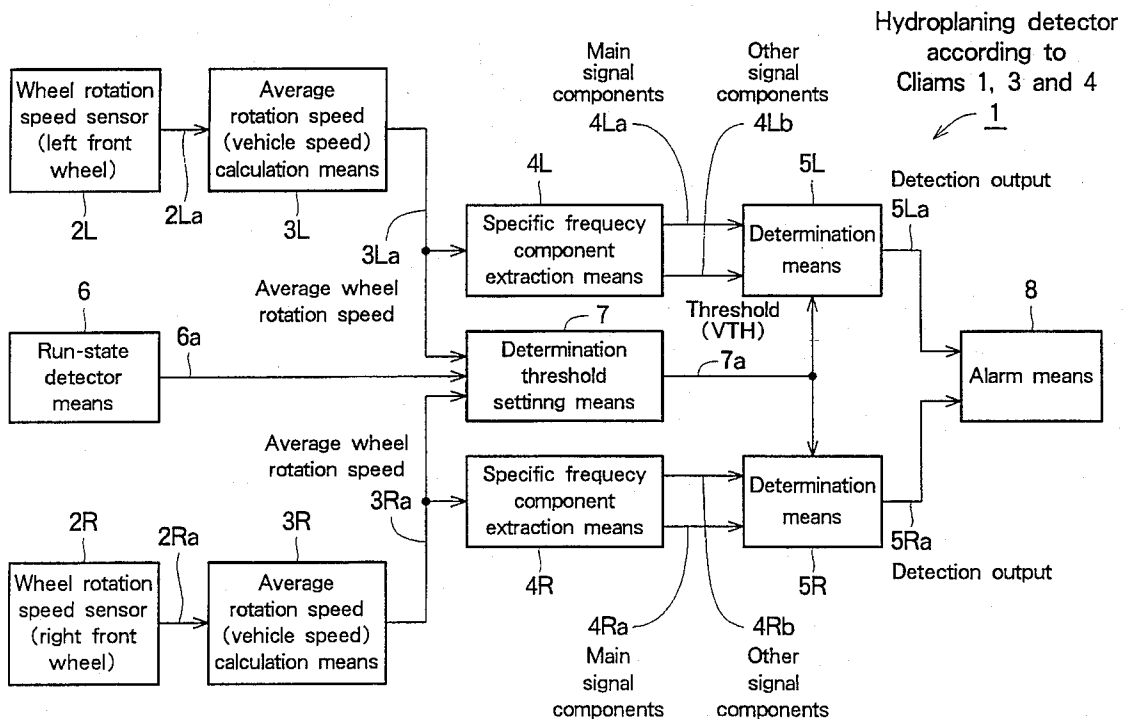 Hydroplaning detector
according to
Cliams 1, 3 and 4
1
Main
signal
components
4La
Other
signal
components
4Lb
Wheel rotation
speed sensor
(left front
wheel)
2L
2La
Average
rotation speed
(vehicle speed)
calculation means
3L
3La
Average wheel
rotation speed
4L
Specific frequecy
component
extraction means
5L
Determination
means
Detection output
5La
6
Run-state
detector
means
6a
7
Determination
threshold
settinng means
Threshold
(VTH)
7a
8
Alarm means
Average wheel
rotation speed
3Ra
Specific frequecy
component
extraction means
4R
Determination
means
5R
5Ra
Detection output
2R
Wheel rotation
speed sensor
(right front
wheel)
2Ra
3R
Average
rotation speed
(vehicle speed)
calculation means
4Ra
Main
signal
components
4Rb
Other
signal
components